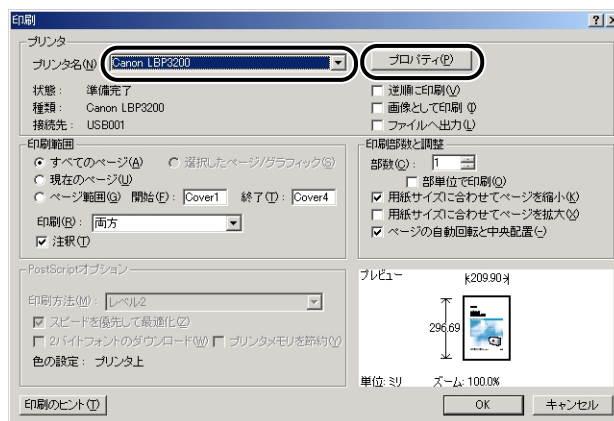 印刷
プリンタ
プリンタ名(N) Canon LBP3200 プロパティ(P)
状態： 準備完了
種類： Canon LBP3200
接続先： USB001
逆順に印刷(V)
画像として印刷(I)
ファイルへ出力(L)
印刷範囲
すべてのページ(A) 選択したページ/グラフィック(S)
現在のページ(U)
ページ範囲(G) 開始(F)： Cover1 終了(T)： Cover4
印刷(R)： 両方
注釈(T)
印刷部数と調整
部数(C)： 1
部単位で印刷(O)
用紙サイズに合わせてページを縮小(K)
用紙サイズに合わせてページを拡大(X)
ページの自動回転と中央配置(-)
PostScriptオプション
印刷方法(M)： レベル2
スピードを優先して最適化(Z)
2バイトフォントのダウンロード(W) プリンタメモリを節約(Y)
色の設定： プリンタ上
プレビュー
209.90
296.69
単位: ミリ ズーム: 100.0%
印刷のヒント(T) OK キャンセル